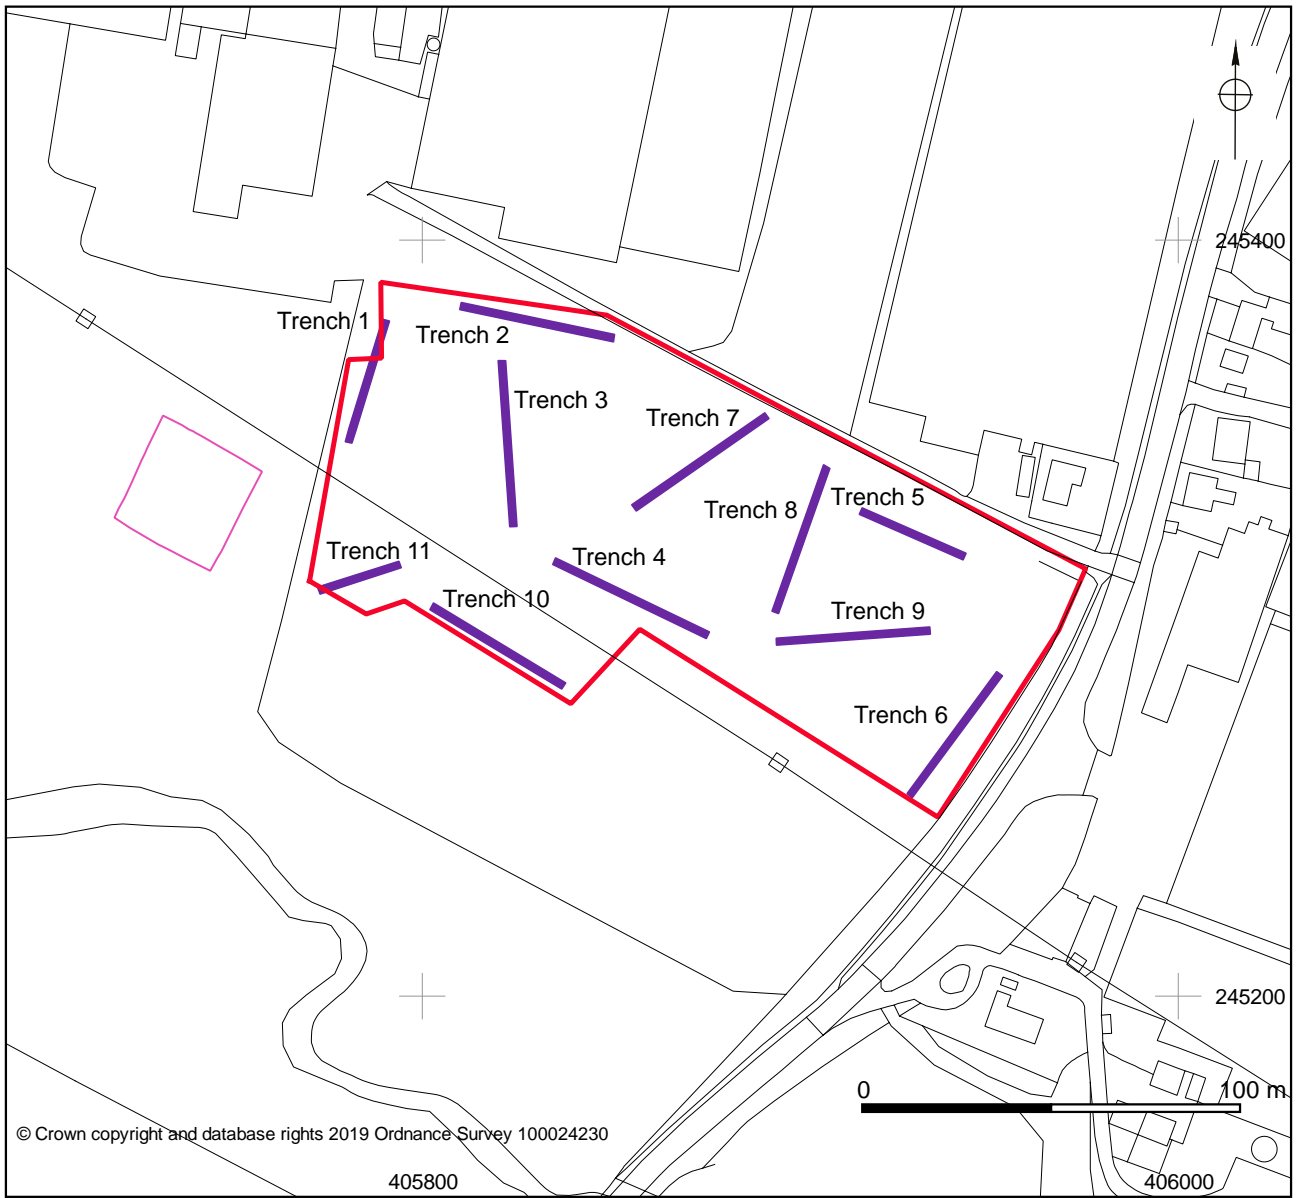 245400
Trench 1
Trench 2
Trench 3
Trench 7
Trench 5
Trench 8
Trench 11
Trench 4
Trench 10
Trench 9
Trench 6
245200
0
100 m
© Crown copyright and database rights 2019 Ordnance Survey 100024230
405800
406000